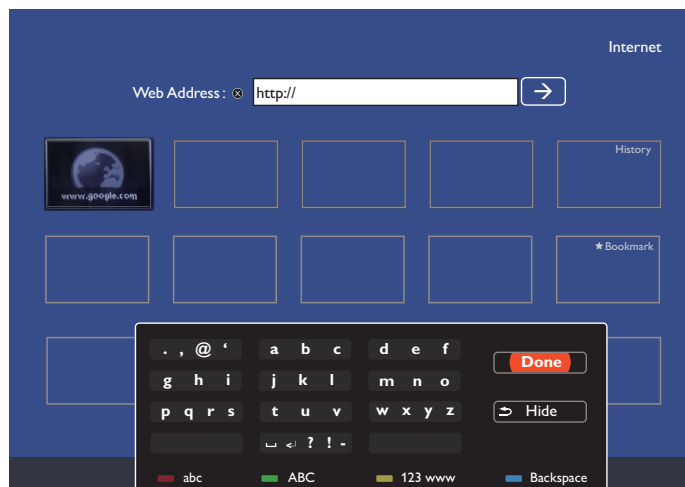 Internet
Web Address : http://
www.google.com
History
Bookmark
. , @ ‘ a b c d e f
Done
g h i j k l m n o
p q r s t u v w x y z
Hide
? ! -
abc ABC 123 www Backspace